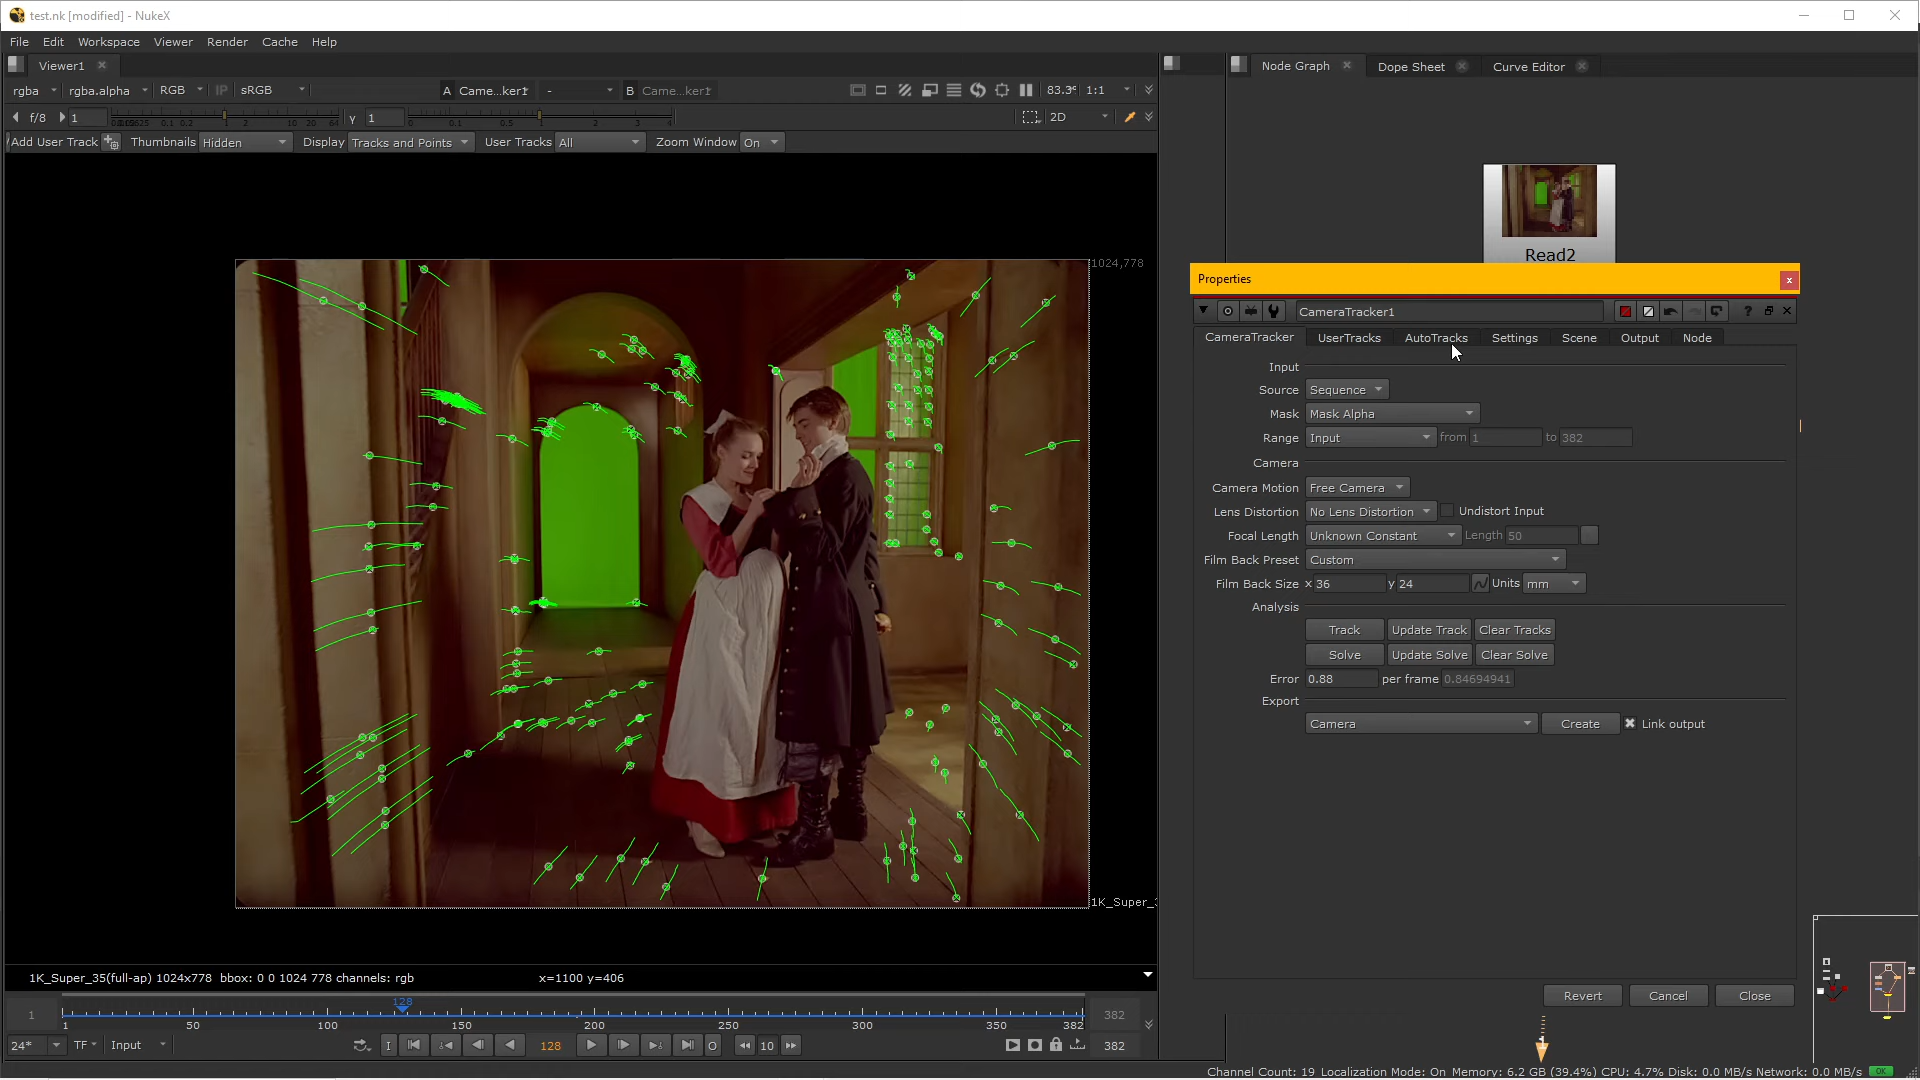 test.nk [modified] - NukeX
File Edit Workspace Viewer Render Cache Help
Viewer1
Node Graph Dope Sheet Curve Editor
rgba rgba.alpha RGB IP sRGB A Came...ker1 - B Came...ker1 83.3 1:1
f/8 1 y 1 2D
Add User Track Thumbnails Hidden Display Tracks and Points User Tracks All Zoom Window On
1024,778
Read2
Properties
CameraTracker1
CameraTracker UserTracks AutoTracks Settings Scene Output Node
Input
Source Sequence
Mask Mask Alpha
Range Input from 1 to 382
Camera
Camera Motion Free Camera
Lens Distortion No Lens Distortion Undistort Input
Focal Length Unknown Constant Length 50
Film Back Preset Custom
Film Back Size x 36 y 24 Units mm
Analysis
Track Update Track Clear Tracks
Solve Update Solve Clear Solve
Error 0.88 per frame 0.84694941
Export
Camera Create Link output
1K_Super_3
1K_Super_35(full-ap) 1024x778 bbox: 0 0 1024 778 channels: rgb x=1100 y=406
Revert Cancel Close
128
1 382
1 50 100 150 200 250 300 350 382
24* TF Input I 128 O 10 382
Channel Count: 19 Localization Mode: On Memory: 6.2 GB (39.4%) CPU: 4.7% Disk: 0.0 MB/s Network: 0.0 MB/s OK